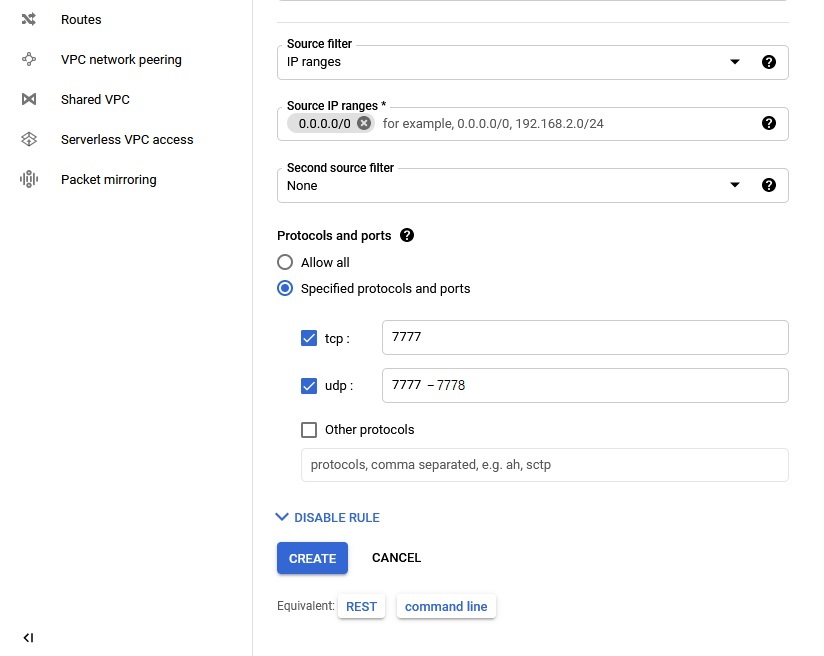 Routes
VPC network peering
Shared VPC
Serverless VPC access
Packet mirroring
Source filter
IP ranges
Source IP ranges *
0.0.0.0/0 for example, 0.0.0.0/0, 192.168.2.0/24
Second source filter
None
Protocols and ports
Allow all
Specified protocols and ports
tcp : 7777
udp : 7777 – 7778
Other protocols
protocols, comma separated, e.g. ah, sctp
DISABLE RULE
CREATE CANCEL
Equivalent: REST command line